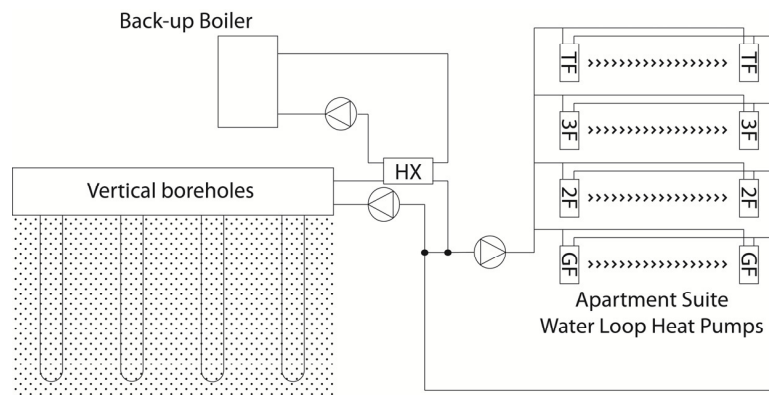 Back-up Boiler
TF ›››››››››››››››››››› TF
3F ›››››››››››››››››››› 3F
HX
Vertical boreholes
2F ›››››››››››››››››››› 2F
GF ›››››››››››››››››››› GF
Apartment Suite
Water Loop Heat Pumps